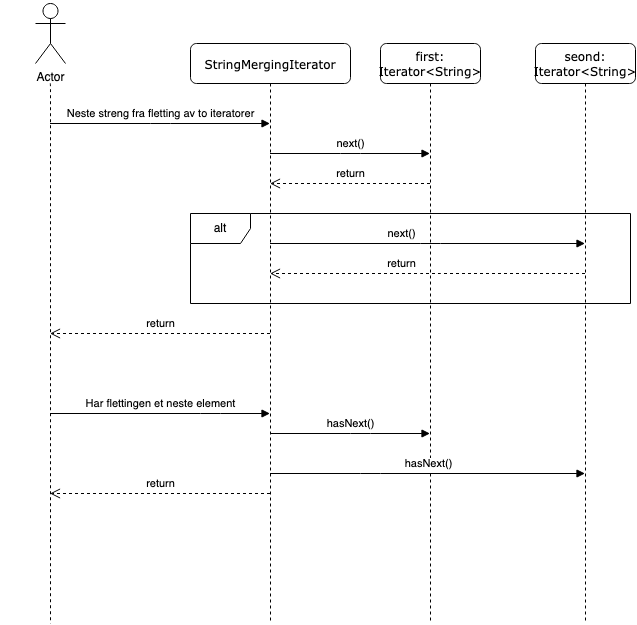 Actor
StringMergingIterator
first:
Iterator<String>
seond:
Iterator<String>
Neste streng fra fletting av to iteratorer
next()
return
alt
next()
return
return
Har flettingen et neste element
hasNext()
hasNext()
return